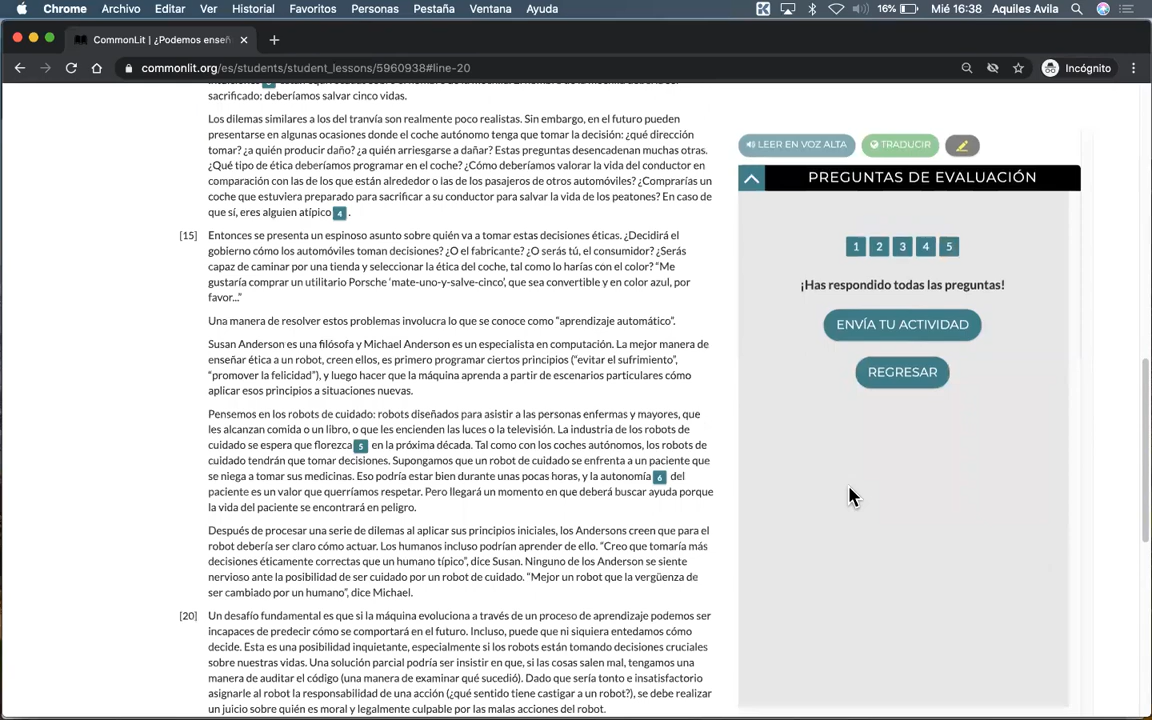 Chrome Archivo Editar Ver Historial Favoritos Personas Pestaña Ventana Ayuda 16% Mié 16:38 Aquiles Avila
CommonLit | ¿Podemos enseñ
commonlit.org/es/students/student_lessons/5960938#line-20 Incógnito
sacrificado: deberíamos salvar cinco vidas.
Los dilemas similares a los del tranvía son realmente poco realistas. Sin embargo, en el futuro pueden
presentarse en algunas ocasiones donde el coche autónomo tenga que tomar la decisión: ¿qué dirección
tomar? ¿a quién producir daño? ¿a quién arriesgarse a dañar? Estas preguntas desencadenan muchas otras.
¿Qué tipo de ética deberíamos programar en el coche? ¿Cómo deberíamos valorar la vida del conductor en
comparación con las de los que están alrededor o las de los pasajeros de otros automóviles? ¿Comprarías un
coche que estuviera preparado para sacrificar a su conductor para salvar la vida de los peatones? En caso de
que sí, eres alguien atípico 4 .
[15] Entonces se presenta un espinoso asunto sobre quién va a tomar estas decisiones éticas. ¿Decidirá el
gobierno cómo los automóviles toman decisiones? ¿O el fabricante? ¿O serás tú, el consumidor? ¿Serás
capaz de caminar por una tienda y seleccionar la ética del coche, tal como lo harías con el color? "Me
gustaría comprar un utilitario Porsche 'mate-uno-y-salve-cinco', que sea convertible y en color azul, por
favor..."
Una manera de resolver estos problemas involucra lo que se conoce como "aprendizaje automático".
Susan Anderson es una filósofa y Michael Anderson es un especialista en computación. La mejor manera de
enseñar ética a un robot, creen ellos, es primero programar ciertos principios ("evitar el sufrimiento",
"promover la felicidad"), y luego hacer que la máquina aprenda a partir de escenarios particulares cómo
aplicar esos principios a situaciones nuevas.
Pensemos en los robots de cuidado: robots diseñados para asistir a las personas enfermas y mayores, que
les alcanzan comida o un libro, o que les encienden las luces o la televisión. La industria de los robots de
cuidado se espera que florezca 5 en la próxima década. Tal como con los coches autónomos, los robots de
cuidado tendrán que tomar decisiones. Supongamos que un robot de cuidado se enfrenta a un paciente que
se niega a tomar sus medicinas. Eso podría estar bien durante unas pocas horas, y la autonomía 6 del
paciente es un valor que querríamos respetar. Pero llegará un momento en que deberá buscar ayuda porque
la vida del paciente se encontrará en peligro.
Después de procesar una serie de dilemas al aplicar sus principios iniciales, los Andersons creen que para el
robot debería ser claro cómo actuar. Los humanos incluso podrían aprender de ello. "Creo que tomaría más
decisiones éticamente correctas que un humano típico", dice Susan. Ninguno de los Anderson se siente
nervioso ante la posibilidad de ser cuidado por un robot de cuidado. "Mejor un robot que la vergüenza de
ser cambiado por un humano", dice Michael.
[20] Un desafío fundamental es que si la máquina evoluciona a través de un proceso de aprendizaje podemos ser
incapaces de predecir cómo se comportará en el futuro. Incluso, puede que ni siquiera entedamos cómo
decide. Esta es una posibilidad inquietante, especialmente si los robots están tomando decisiones cruciales
sobre nuestras vidas. Una solución parcial podría ser insistir en que, si las cosas salen mal, tengamos una
manera de auditar el código (una manera de examinar qué sucedió). Dado que sería tonto e insatisfactorio
asignarle al robot la responsabilidad de una acción (¿qué sentido tiene castigar a un robot?), se debe realizar
un juicio sobre quién es moral y legalmente culpable por las malas acciones del robot.
LEER EN VOZ ALTA TRADUCIR
PREGUNTAS DE EVALUACIÓN
1 2 3 4 5
¡Has respondido todas las preguntas!
ENVÍA TU ACTIVIDAD
REGRESAR